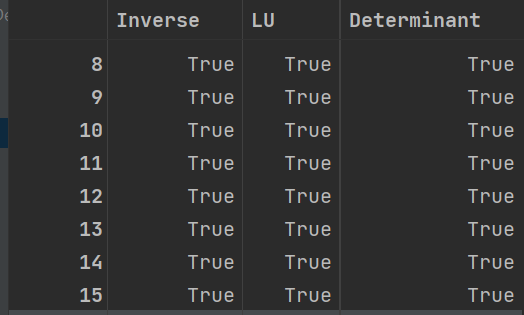 Inverse LU Determinant
8 True True True
9 True True True
10 True True True
11 True True True
12 True True True
13 True True True
14 True True True
15 True True True